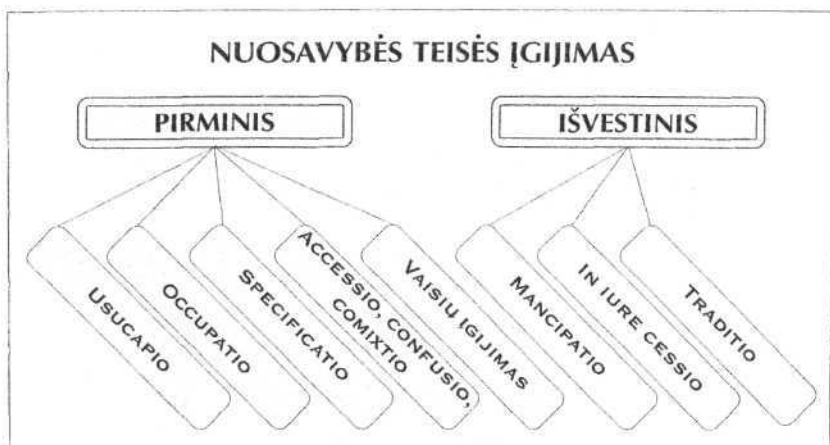 NUOSAVYBĖS TEISĖS ĮGIJIMAS
PIRMINIS
IŠVESTINIS
USUCAPIO
OCCUPATIO
SPECIFICATIO
ACCESSIO, CONFUSIO,
COMIXTIO
VAISIŲ ĮGIJIMAS
MANCIPATIO
IN IURE CESSIO
TRADITIO